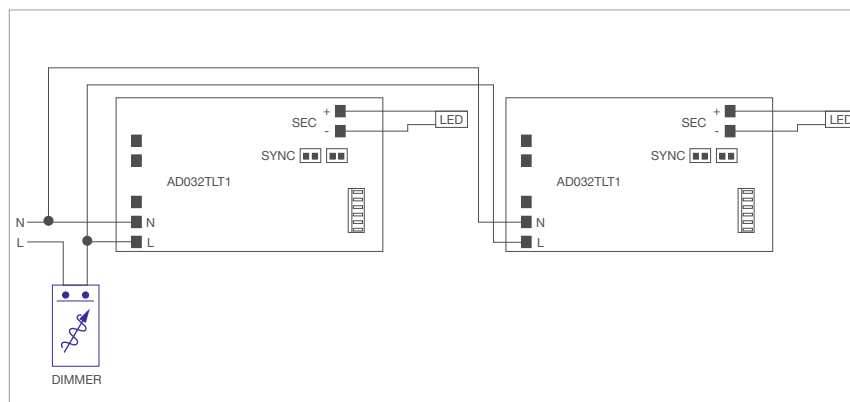 +
SEC
-
LED
SYNC
AD032TLT1
N
L
N
L
DIMMER
+
SEC
-
LED
SYNC
AD032TLT1
N
L